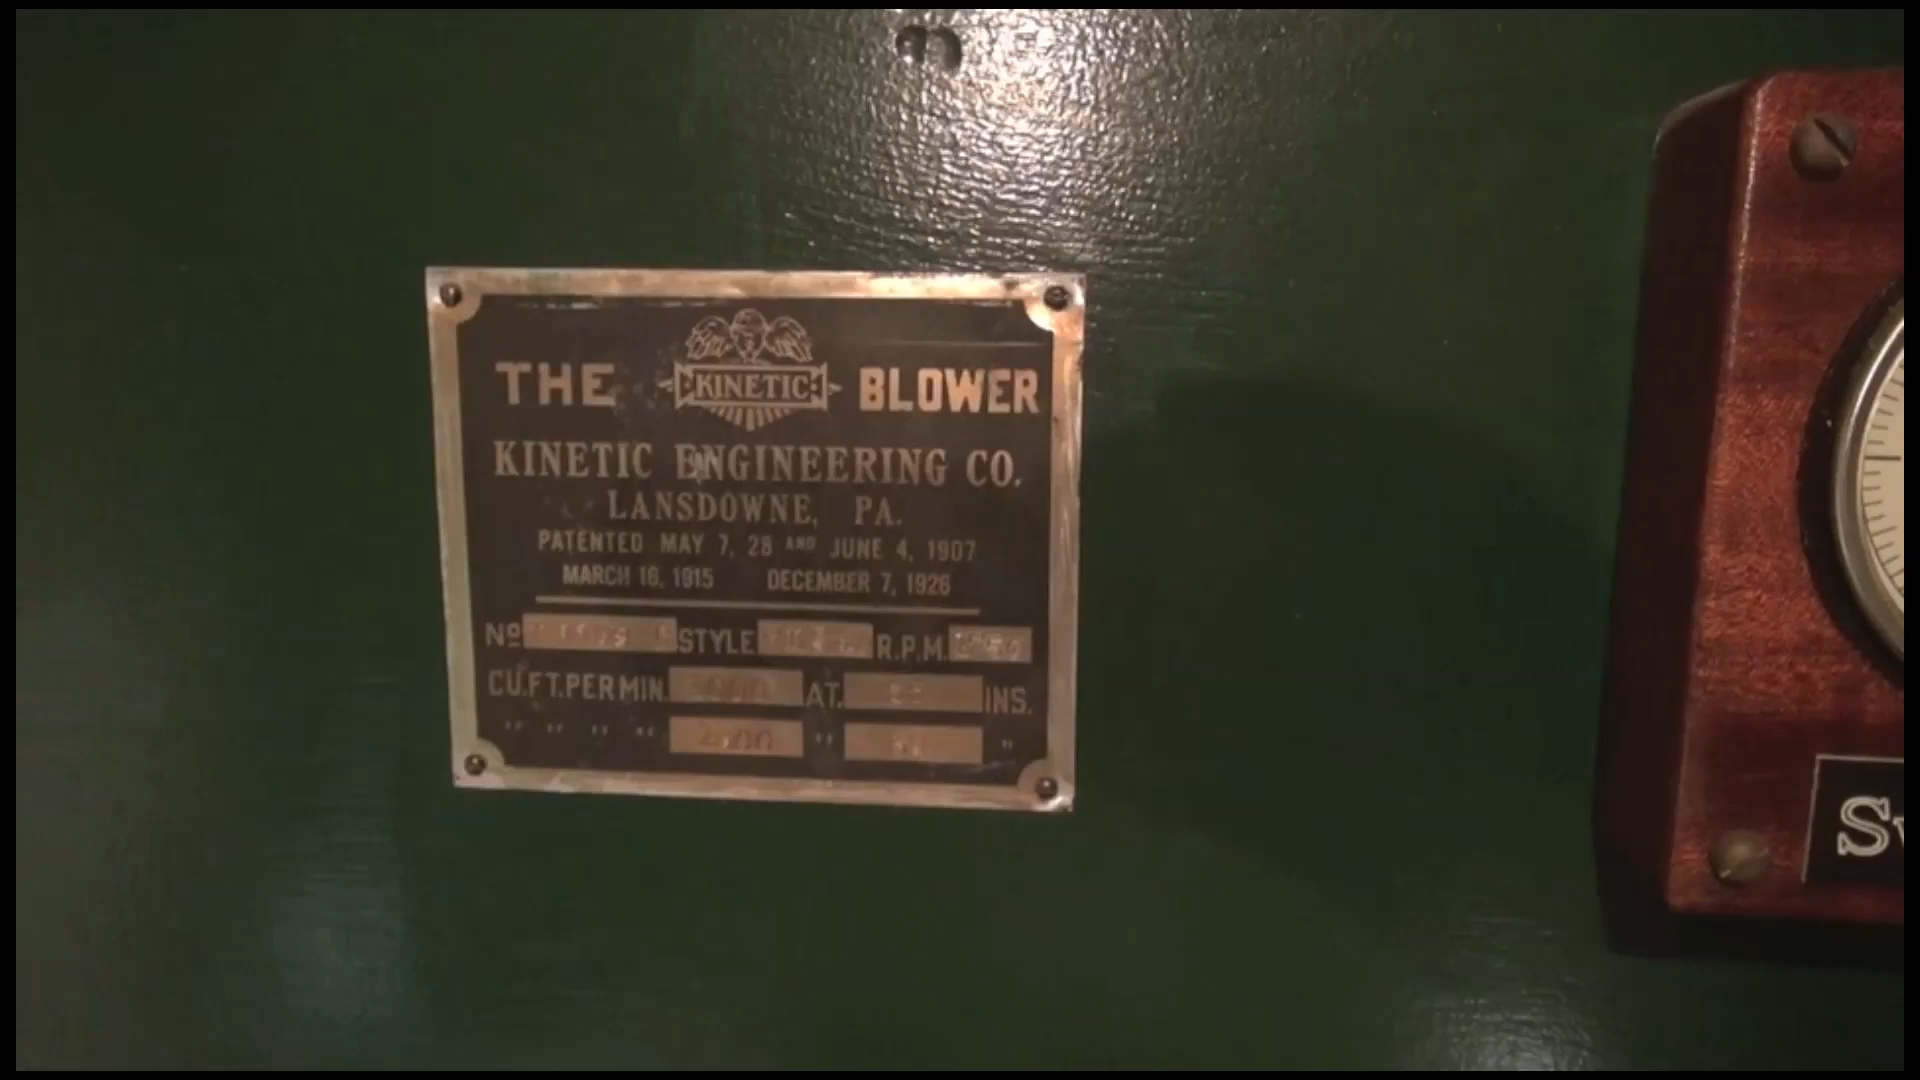 THE KINETIC BLOWER
KINETIC ENGINEERING CO.
LANSDOWNE, PA.
PATENTED MAY 7, 28 AND JUNE 4, 1907
MARCH 16, 1915 DECEMBER 7, 1926
No STYLE R.P.M.
CU.FT.PER MIN. AT. INS.
" " " " " "